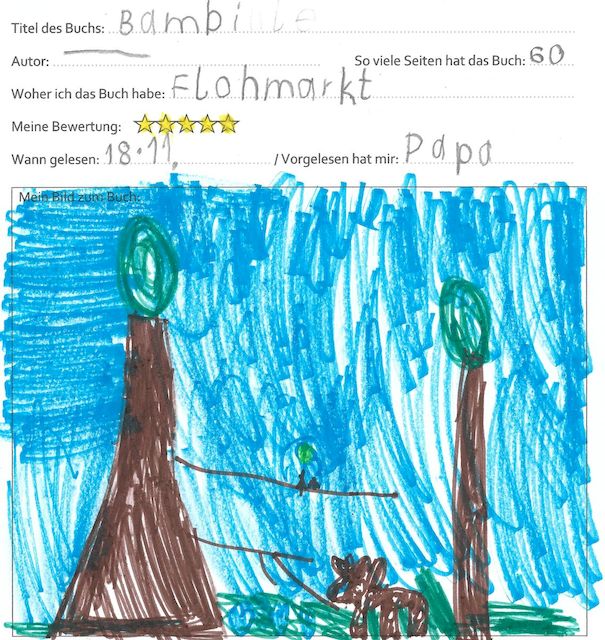 Titel des Buchs: Bambi
Autor: So viele Seiten hat das Buch: 60
Woher ich das Buch habe: Flohmarkt
Meine Bewertung:
Wann gelesen: 18.11. / Vorgelesen hat mir: Papa
Mein Bild zum Buch: